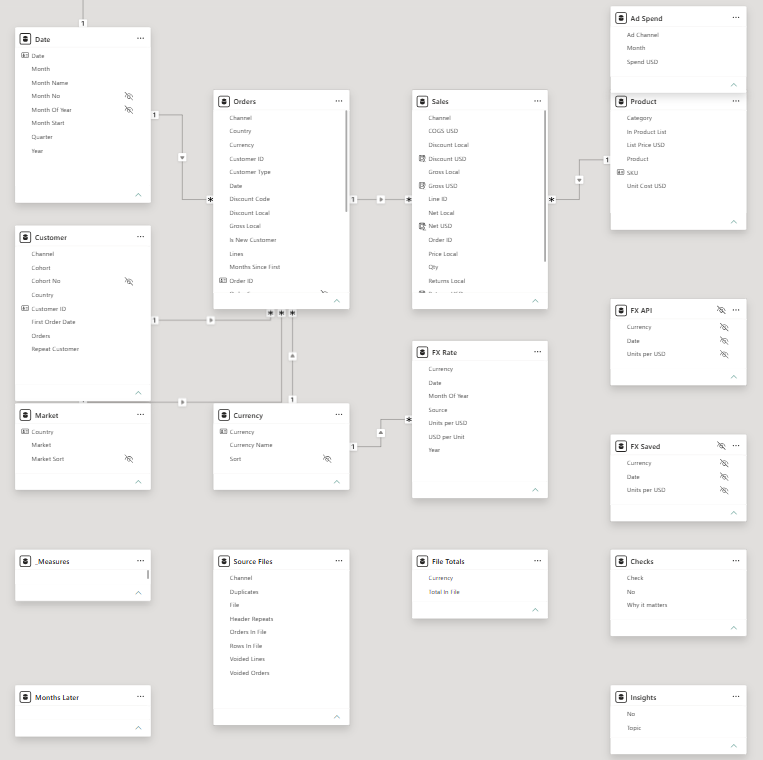 1
Date
Date
Month
Month Name
Month No
Month Of Year
Month Start
Quarter
Year
1
*
Orders
Channel
Country
Currency
Customer ID
Customer Type
Date
Discount Code
Discount Local
Gross Local
Is New Customer
Lines
Months Since First
Order ID
1
*
Sales
Channel
COGS USD
Discount Local
Discount USD
Gross Local
Gross USD
Line ID
Net Local
Net USD
Order ID
Price Local
Qty
Returns Local
*
1
Ad Spend
Ad Channel
Month
Spend USD
Product
Category
In Product List
List Price USD
Product
SKU
Unit Cost USD
Customer
Channel
Cohort
Cohort No
Country
Customer ID
First Order Date
Orders
Repeat Customer
1
* * *
1
Market
Country
Market
Market Sort
Currency
Currency
Currency Name
Sort
1
*
FX Rate
Currency
Date
Month Of Year
Source
Units per USD
USD per Unit
Year
FX API
Currency
Date
Units per USD
FX Saved
Currency
Date
Units per USD
_Measures
Source Files
Channel
Duplicates
File
Header Repeats
Orders In File
Rows In File
Voided Lines
Voided Orders
File Totals
Currency
Total In File
Checks
Check
No
Why it matters
Months Later
Insights
No
Topic